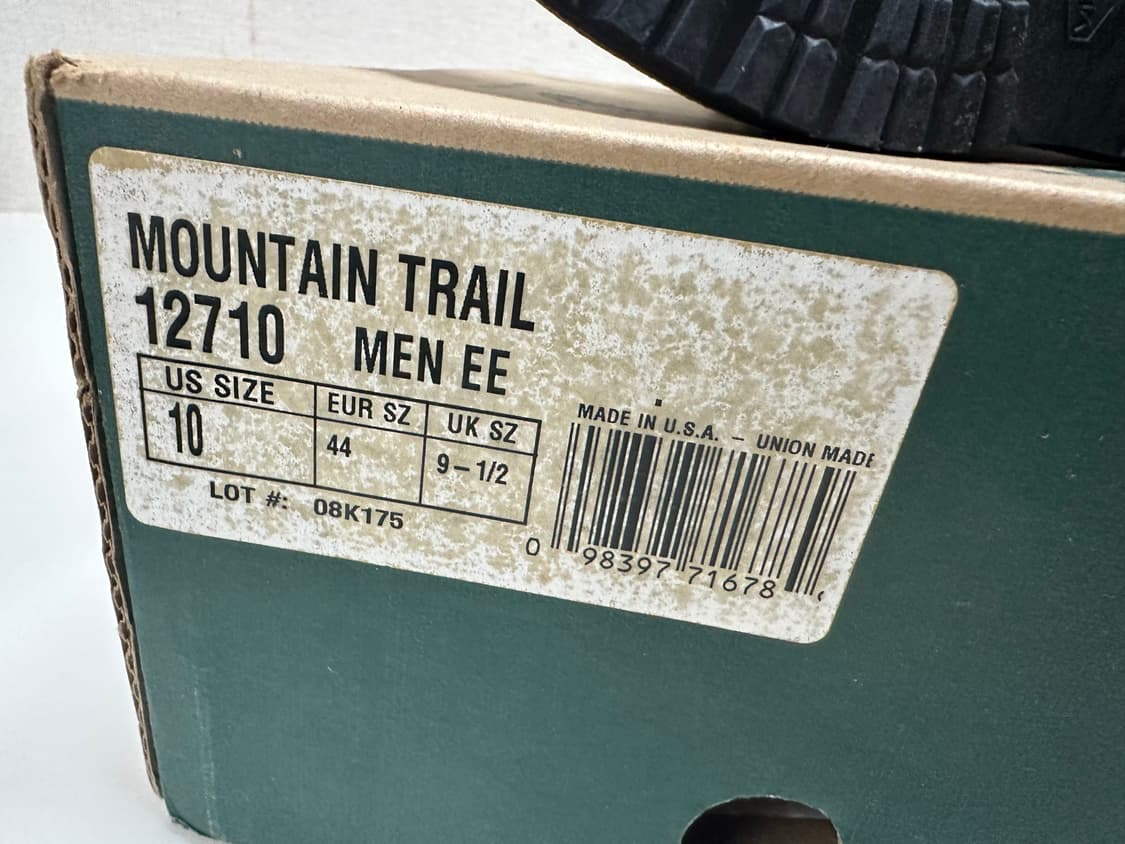 MOUNTAIN TRAIL
12710 MEN EE
US SIZE EUR SZ UK SZ
10 44 9-1/2
LOT #: 08K175
MADE IN U.S.A. – UNION MADE
0 98397 71678